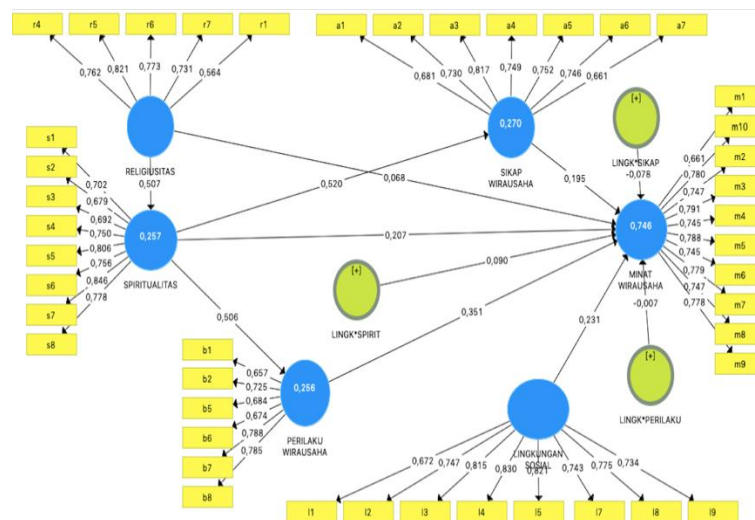 r4 r5 r6 r7 r1
a1 a2 a3 a4 a5 a6 a7
0,762 0,821 0,773 0,731 0,564
0,681 0,730 0,817 0,749 0,752 0,746 0,661
RELIGIUSITAS
0,507
0,270
SIKAP
WIRAUSAHA
[+]
LINGK*SIKAP
-0,078
s1
s2
s3
s4
s5
s6
s7
s8
0,702
0,679
0,692
0,750
0,806
0,756
0,846
0,778
0,257
SPIRITUALITAS
0,520
0,068
0,195
0,207
0,090
0,506
0,351
0,231
[+]
LINGK*SPIRIT
0,746
MINAT
WIRAUSAHA
-0,007
[+]
LINGK*PERILAKU
m1
m10
m2
m3
m4
m5
m6
m7
m8
m9
0,661
0,780
0,747
0,791
0,745
0,788
0,745
0,779
0,747
0,778
b1
b2
b5
b6
b7
b8
0,657
0,725
0,684
0,674
0,788
0,785
0,256
PERILAKU
WIRAUSAHA
LINGKUNGAN
SOSIAL
0,672 0,747 0,815 0,830 0,821 0,743 0,775 0,734
l1 l2 l3 l4 l5 l7 l8 l9